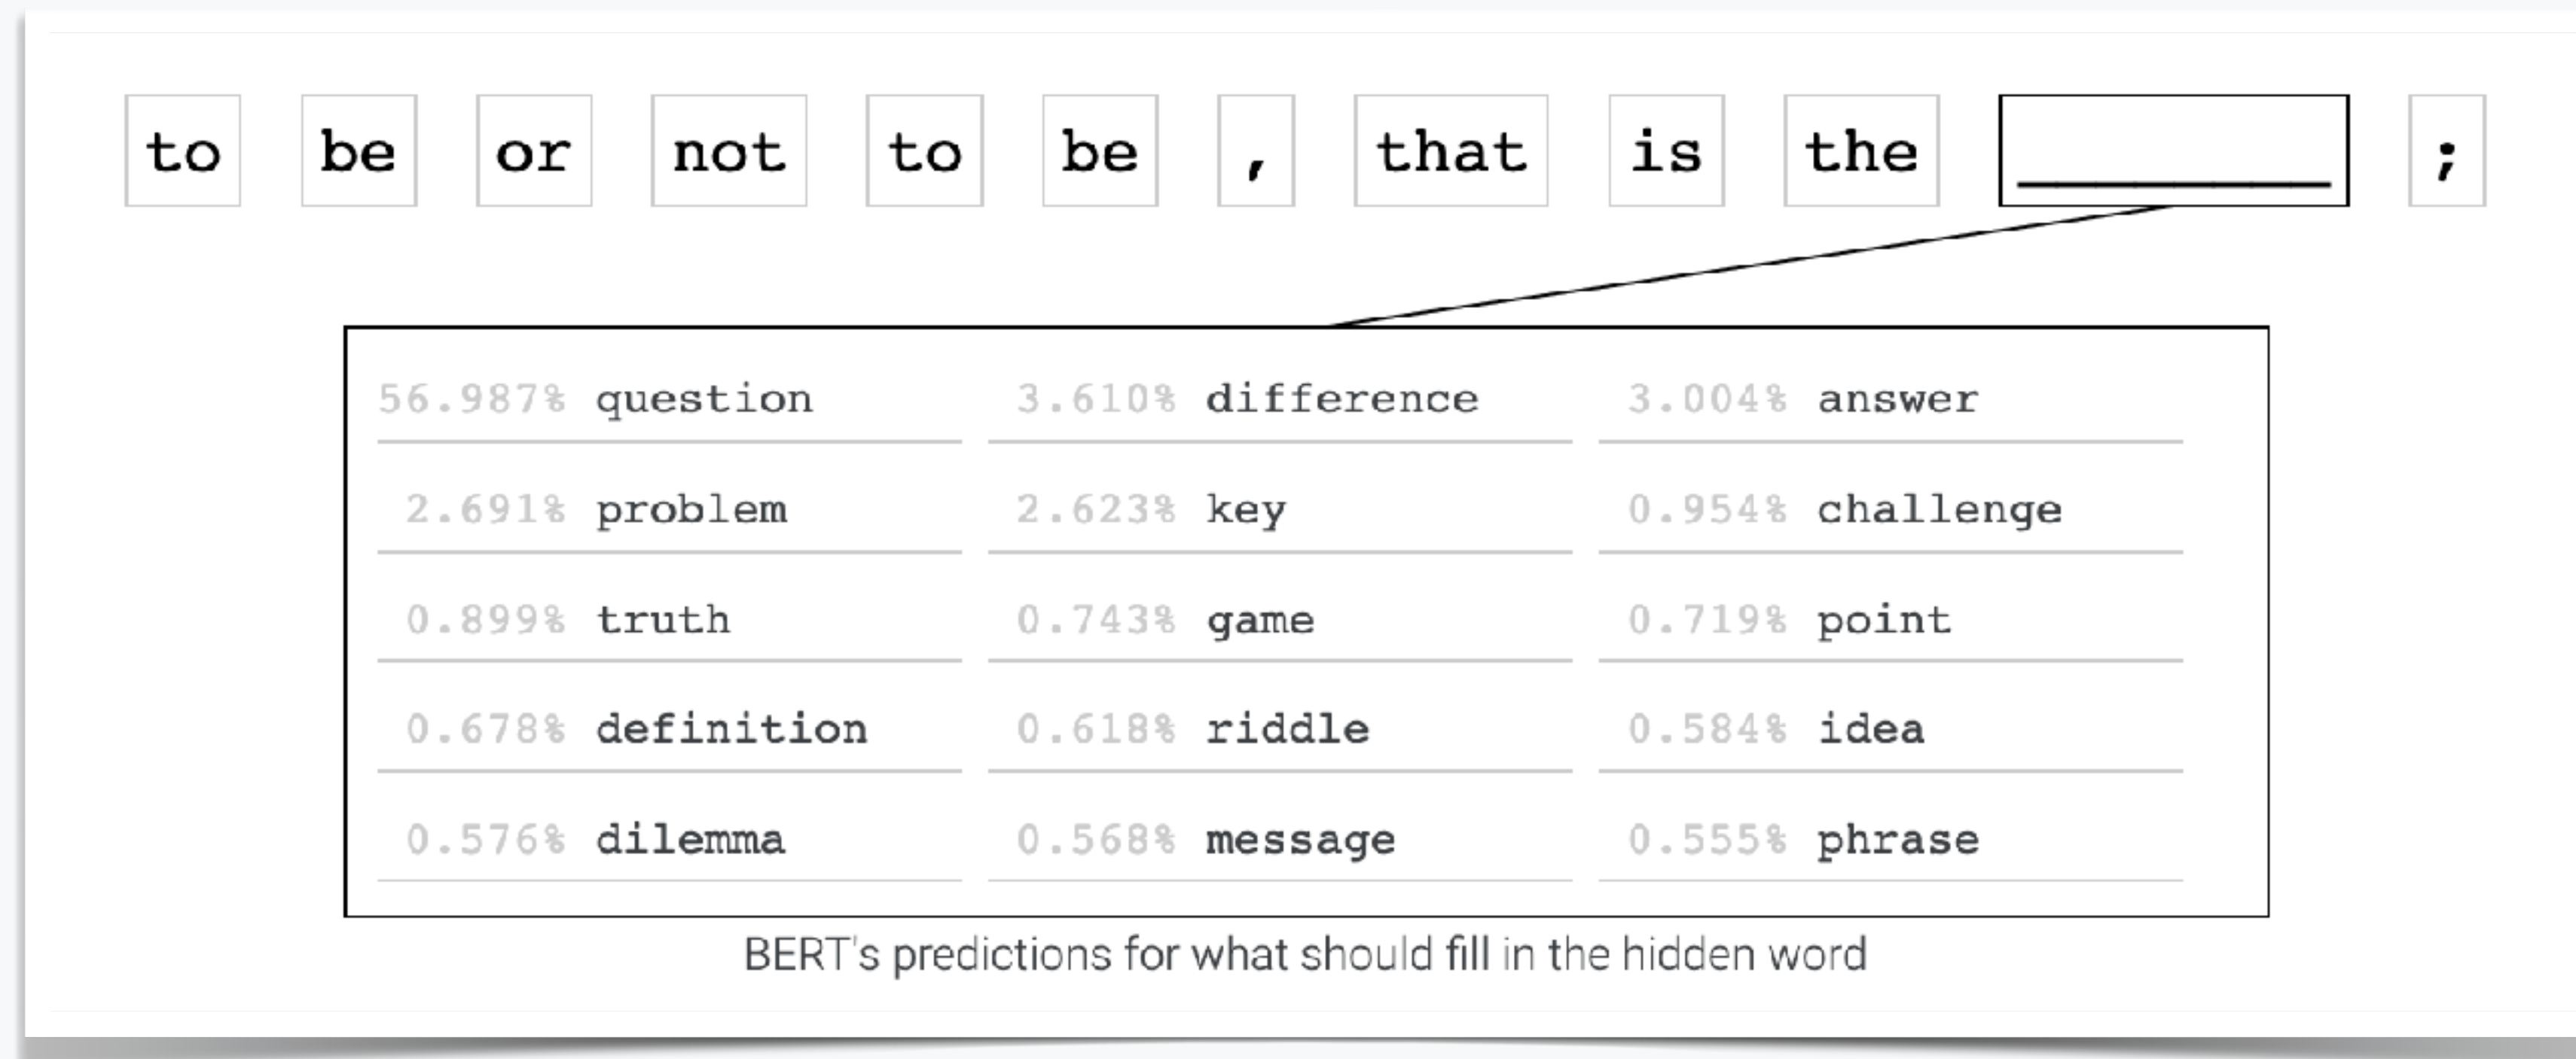 to be or not to be , that is the ________ ;
56.987% question 3.610% difference 3.004% answer
2.691% problem 2.623% key 0.954% challenge
0.899% truth 0.743% game 0.719% point
0.678% definition 0.618% riddle 0.584% idea
0.576% dilemma 0.568% message 0.555% phrase
BERT's predictions for what should fill in the hidden word